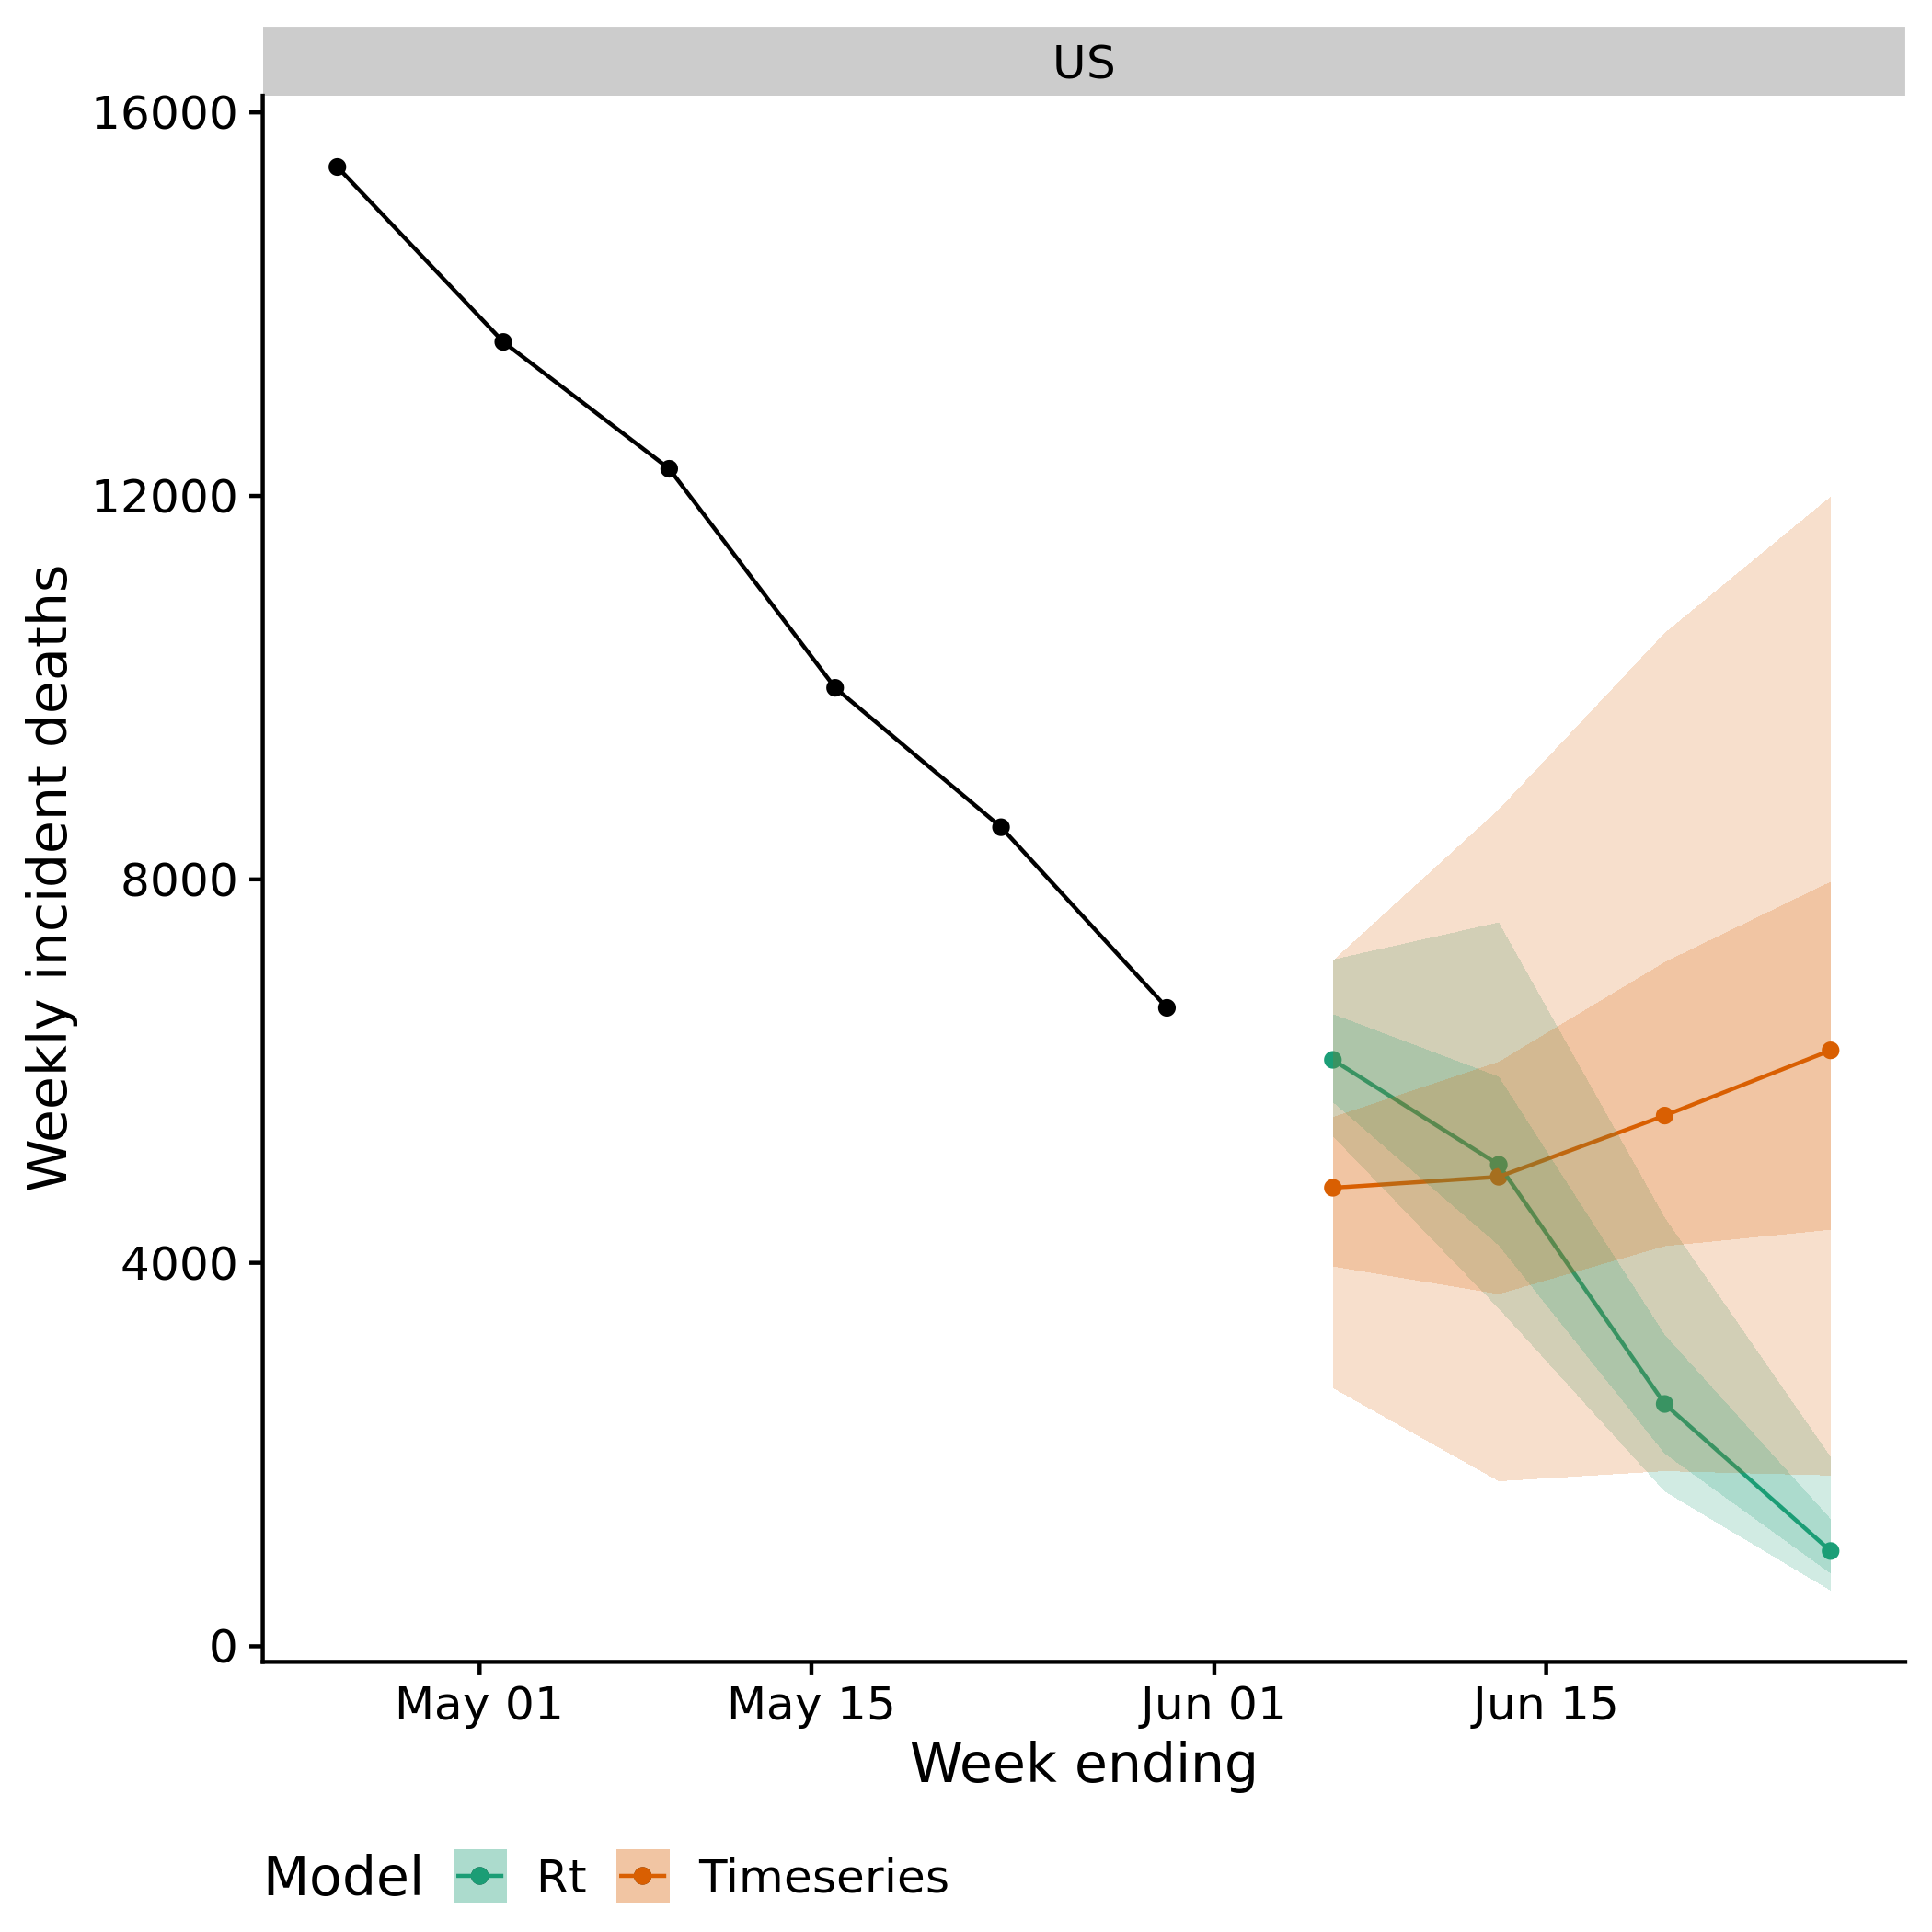 US
16000
12000
8000
4000
0
Weekly incident deaths
May 01 May 15 Jun 01 Jun 15
Week ending
Model Rt Timeseries